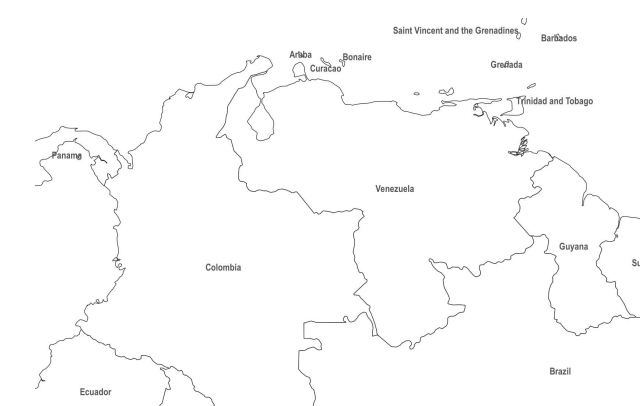 Saint Vincent and the Grenadines
Barbados
Aruba
Bonaire
Curacao
Grenada
Trinidad and Tobago
Panama
Venezuela
Guyana
Su
Colombia
Brazil
Ecuador